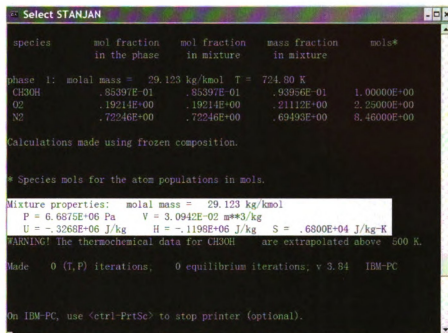 Select STANJAN
species mol fraction mol fraction mass fraction mols*
in the phase in mixture in mixture
phase 1: molal mass = 29.123 kg/kmol T = 724.80 K
CH3OH .85397E-01 .85397E-01 .93956E-01 1.00000E+00
O2 .19214E+00 .19214E+00 .21112E+00 2.25000E+00
N2 .72246E+00 .72246E+00 .69493E+00 8.46000E+00
Calculations made using frozen composition.
* Species mols for the atom populations in mols.
Mixture properties: molal mass = 29.123 kg/kmol
P = 6.6875E+06 Pa V = 3.0942E-02 m**3/kg
U = -.3268E+06 J/kg H = -.1198E+06 J/kg S = .6800E+04 J/kg-K
WARNING! The thermochemical data for CH3OH are extrapolated above 500 K.
Made 0 (T,P) iterations; 0 equilibrium iterations; v 3.84 IBM-PC
On IBM-PC, use <ctrl-PrtSc> to stop printer (optional).